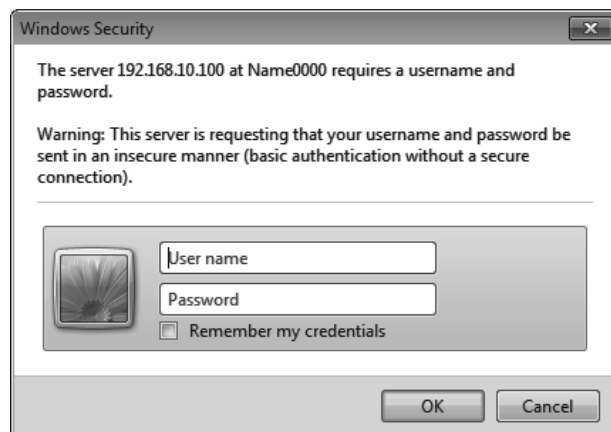 Windows Security
The server 192.168.10.100 at Name0000 requires a username and
password.
Warning: This server is requesting that your username and password be
sent in an insecure manner (basic authentication without a secure
connection).
User name
Password
Remember my credentials
OK
Cancel